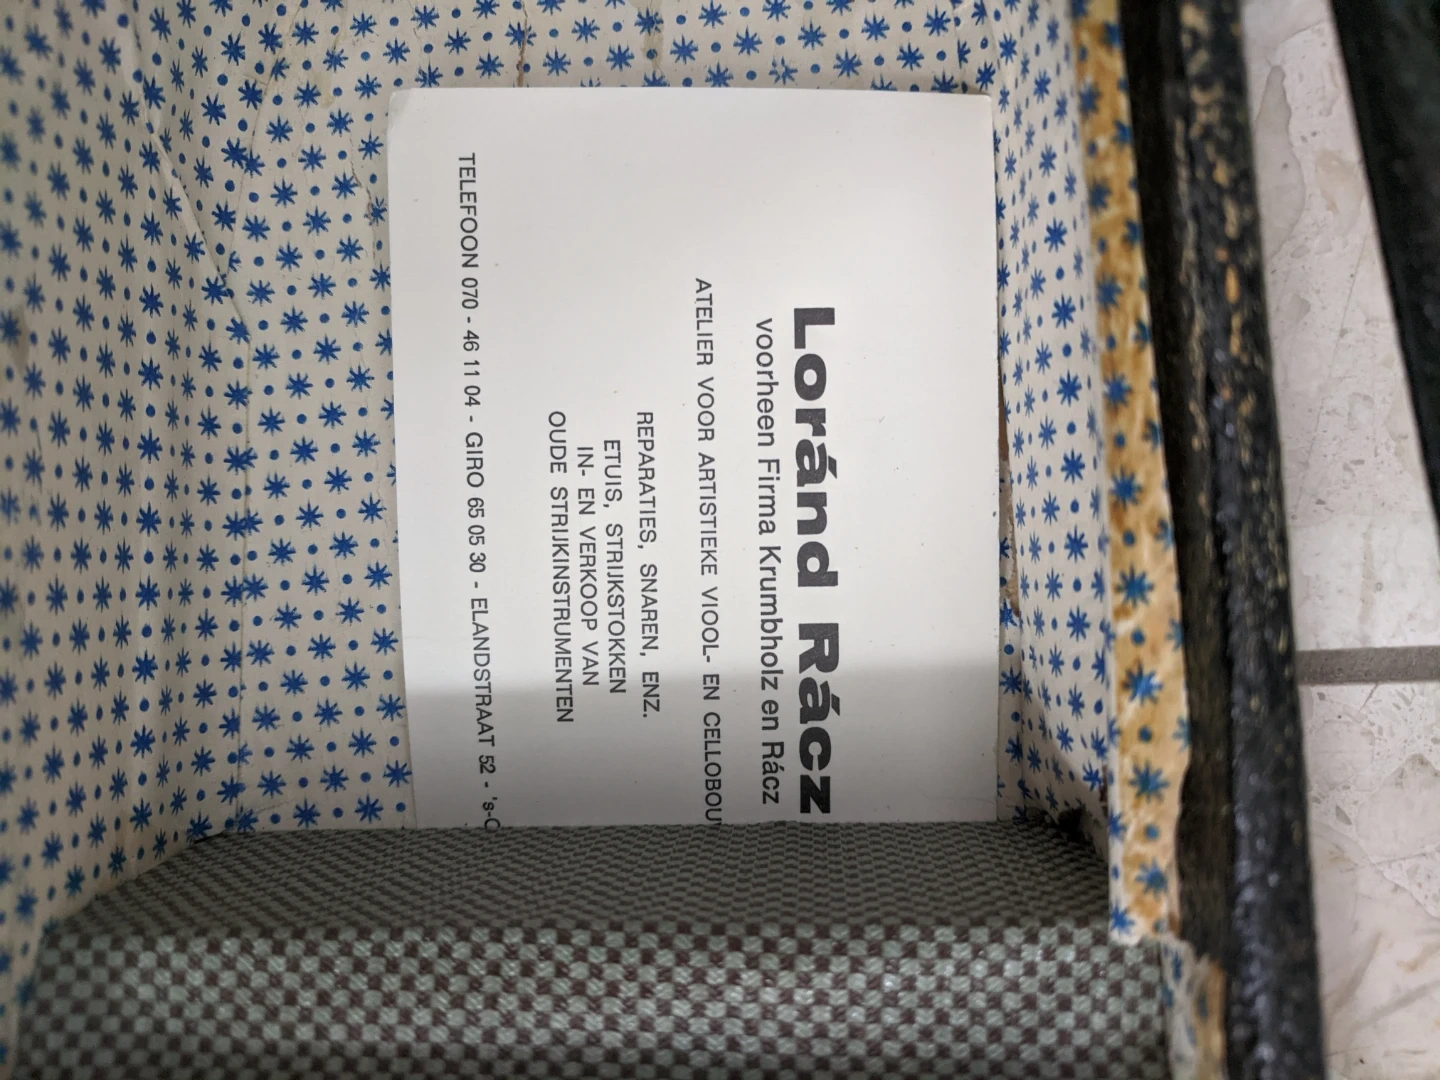 Loránd Rácz
voorheen Firma Krumbholz en Rácz
ATELIER VOOR ARTISTIEKE VIOOL- EN CELLOBOU
REPARATIES, SNAREN, ENZ.
ETUIS, STRIJKSTOKKEN
IN- EN VERKOOP VAN
OUDE STRIJKINSTRUMENTEN
TELEFOON 070 - 46 11 04 - GIRO 65 05 30 - ELANDSTRAAT 52 - 's-G